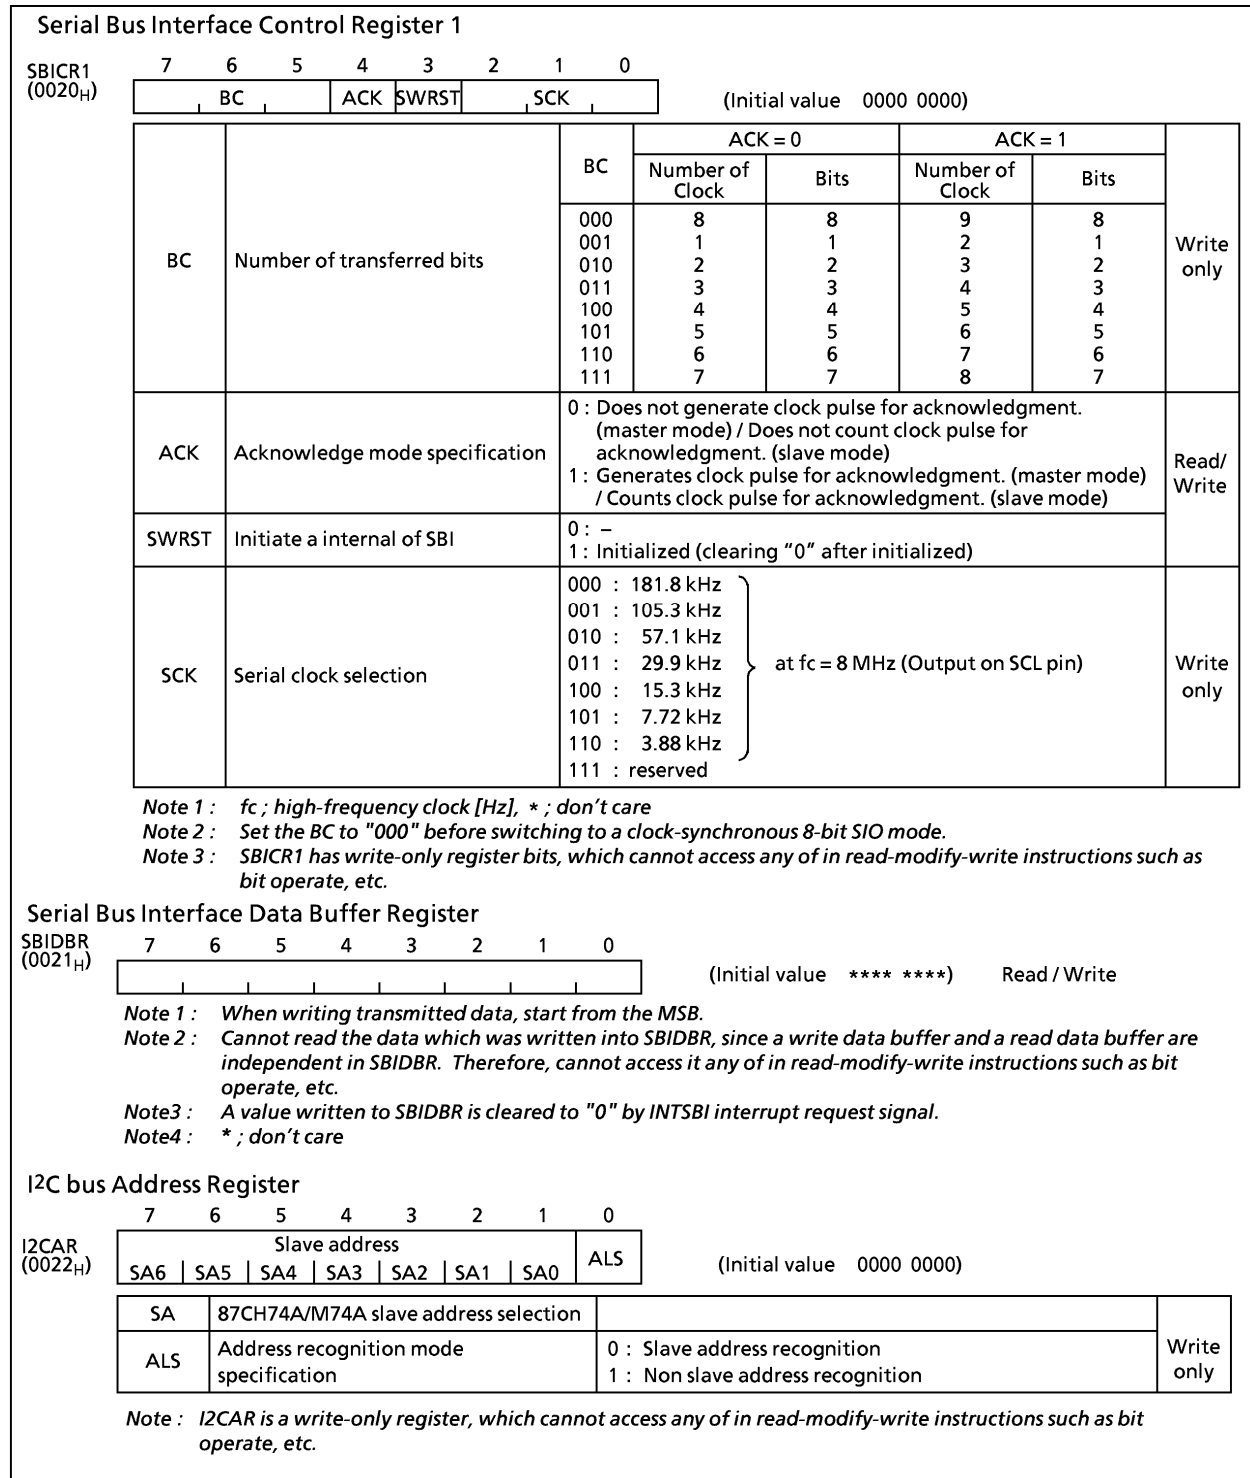 Serial Bus Interface Control Register 1
7 6 5 4 3 2 1 0
SBICR1
(0020H)
BC ACK SWRST SCK
(Initial value 0000 0000)
BC Number of transferred bits
BC ACK = 0 ACK = 1
Number of Clock Bits Number of Clock Bits
000 8 8 9 8
001 1 1 2 1
010 2 2 3 2
011 3 3 4 3
100 4 4 5 4
101 5 5 6 5
110 6 6 7 6
111 7 7 8 7
Write
only
ACK Acknowledge mode specification
0 : Does not generate clock pulse for acknowledgment.
(master mode) / Does not count clock pulse for
acknowledgment. (slave mode)
1 : Generates clock pulse for acknowledgment. (master mode)
/ Counts clock pulse for acknowledgment. (slave mode)
Read/
Write
SWRST Initiate a internal of SBI
0 : –
1 : Initialized (clearing “0” after initialized)
SCK Serial clock selection
000 : 181.8 kHz
001 : 105.3 kHz
010 : 57.1 kHz
011 : 29.9 kHz
100 : 15.3 kHz
101 : 7.72 kHz
110 : 3.88 kHz
111 : reserved
at fc = 8 MHz (Output on SCL pin)
Write
only
Note 1 : fc ; high-frequency clock [Hz], * ; don’t care
Note 2 : Set the BC to "000" before switching to a clock-synchronous 8-bit SIO mode.
Note 3 : SBICR1 has write-only register bits, which cannot access any of in read-modify-write instructions such as
bit operate, etc.
Serial Bus Interface Data Buffer Register
SBIDBR
(0021H)
7 6 5 4 3 2 1 0
(Initial value **** ****) Read / Write
Note 1 : When writing transmitted data, start from the MSB.
Note 2 : Cannot read the data which was written into SBIDBR, since a write data buffer and a read data buffer are
independent in SBIDBR. Therefore, cannot access it any of in read-modify-write instructions such as bit
operate, etc.
Note3 : A value written to SBIDBR is cleared to "0" by INTSBI interrupt request signal.
Note4 : * ; don’t care
I2C bus Address Register
7 6 5 4 3 2 1 0
I2CAR
(0022H)
Slave address
SA6 SA5 SA4 SA3 SA2 SA1 SA0 ALS
(Initial value 0000 0000)
SA 87CH74A/M74A slave address selection
ALS Address recognition mode
specification
0 : Slave address recognition
1 : Non slave address recognition
Write
only
Note : I2CAR is a write-only register, which cannot access any of in read-modify-write instructions such as bit
operate, etc.